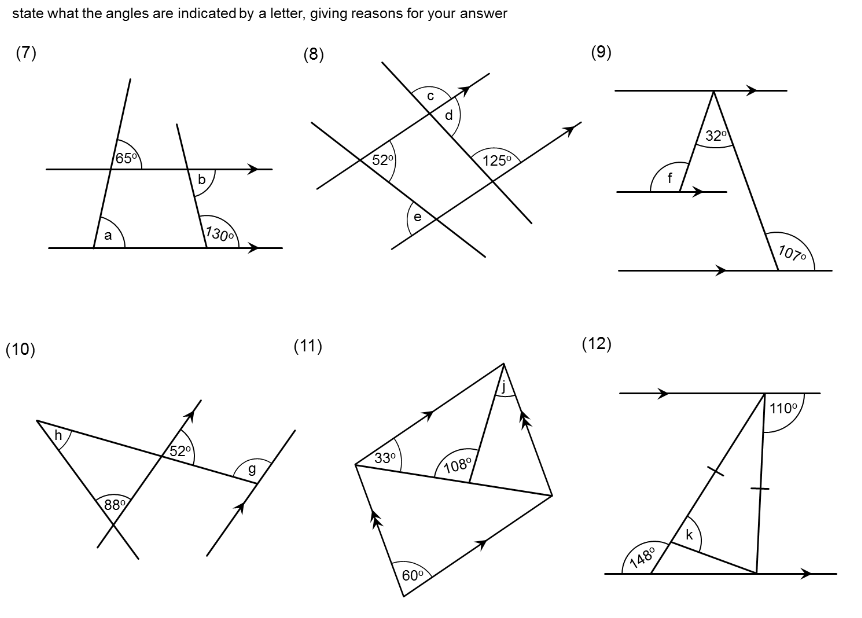 state what the angles are indicated by a letter, giving reasons for your answer
(7)
(8)
(9)
65°
b
a
130°
c
d
52°
125°
e
32°
f
107°
(10)
(11)
(12)
h
52°
g
88°
j
33°
108°
60°
110°
k
148°